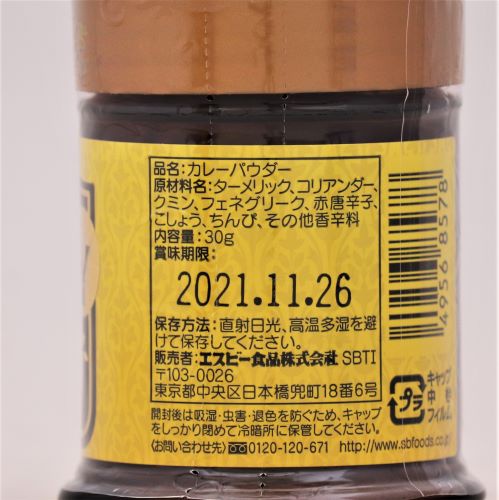 品名:カレーパウダー
原材料名:ターメリック、コリアンダー、
クミン、フェネグリーク、赤唐辛子、
こしょう、ちんぴ、その他香辛料
内容量:30g
賞味期限:
2021.11.26
保存方法:直射日光、高温多湿を避
けて保存してください。
販売者:エスビー食品株式会社 SBTI
〒103-0026
東京都中央区日本橋兜町18番6号
開封後は吸湿・虫害・退色を防ぐため、キャップ
をしっかり閉めて冷暗所に保管してください。
〈お問い合わせ先〉0120-120-671 http://www.sbfoods.co.jp/
4956 8578
プラ
キャップ
中栓
フィルム